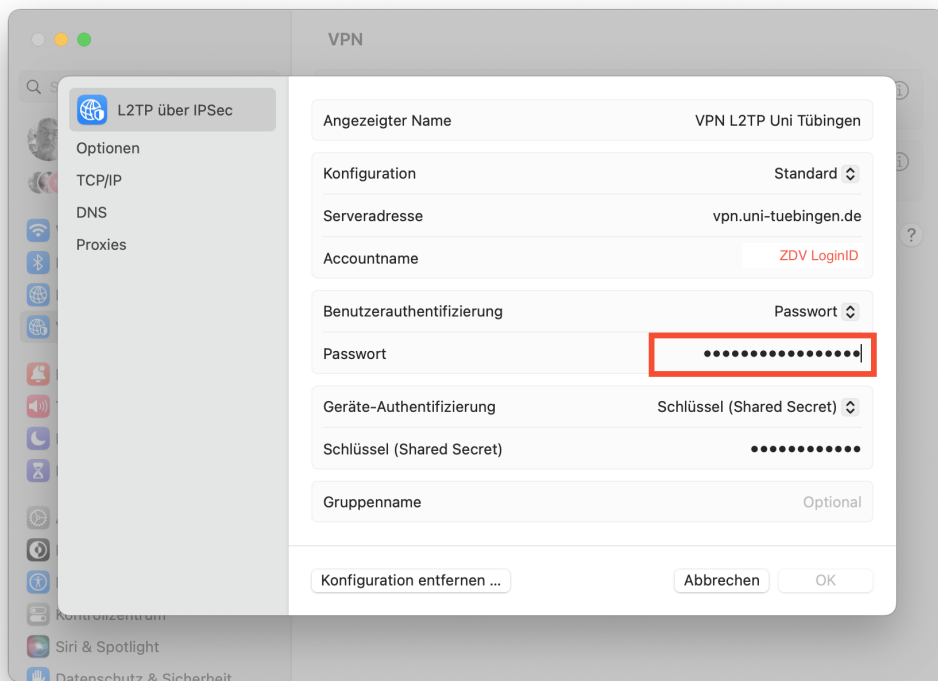 VPN
L2TP über IPSec
Optionen
TCP/IP
DNS
Proxies
Angezeigter Name VPN L2TP Uni Tübingen
Konfiguration Standard
Serveradresse vpn.uni-tuebingen.de
Accountname ZDV LoginID
Benutzerauthentifizierung Passwort
Passwort ●●●●●●●●●●●●●●●●●
Geräte-Authentifizierung Schlüssel (Shared Secret)
Schlüssel (Shared Secret) ●●●●●●●●●●●●
Gruppenname Optional
Konfiguration entfernen ... Abbrechen OK
?
Kontrollzentrum
Siri & Spotlight
Datenschutz & Sicherheit